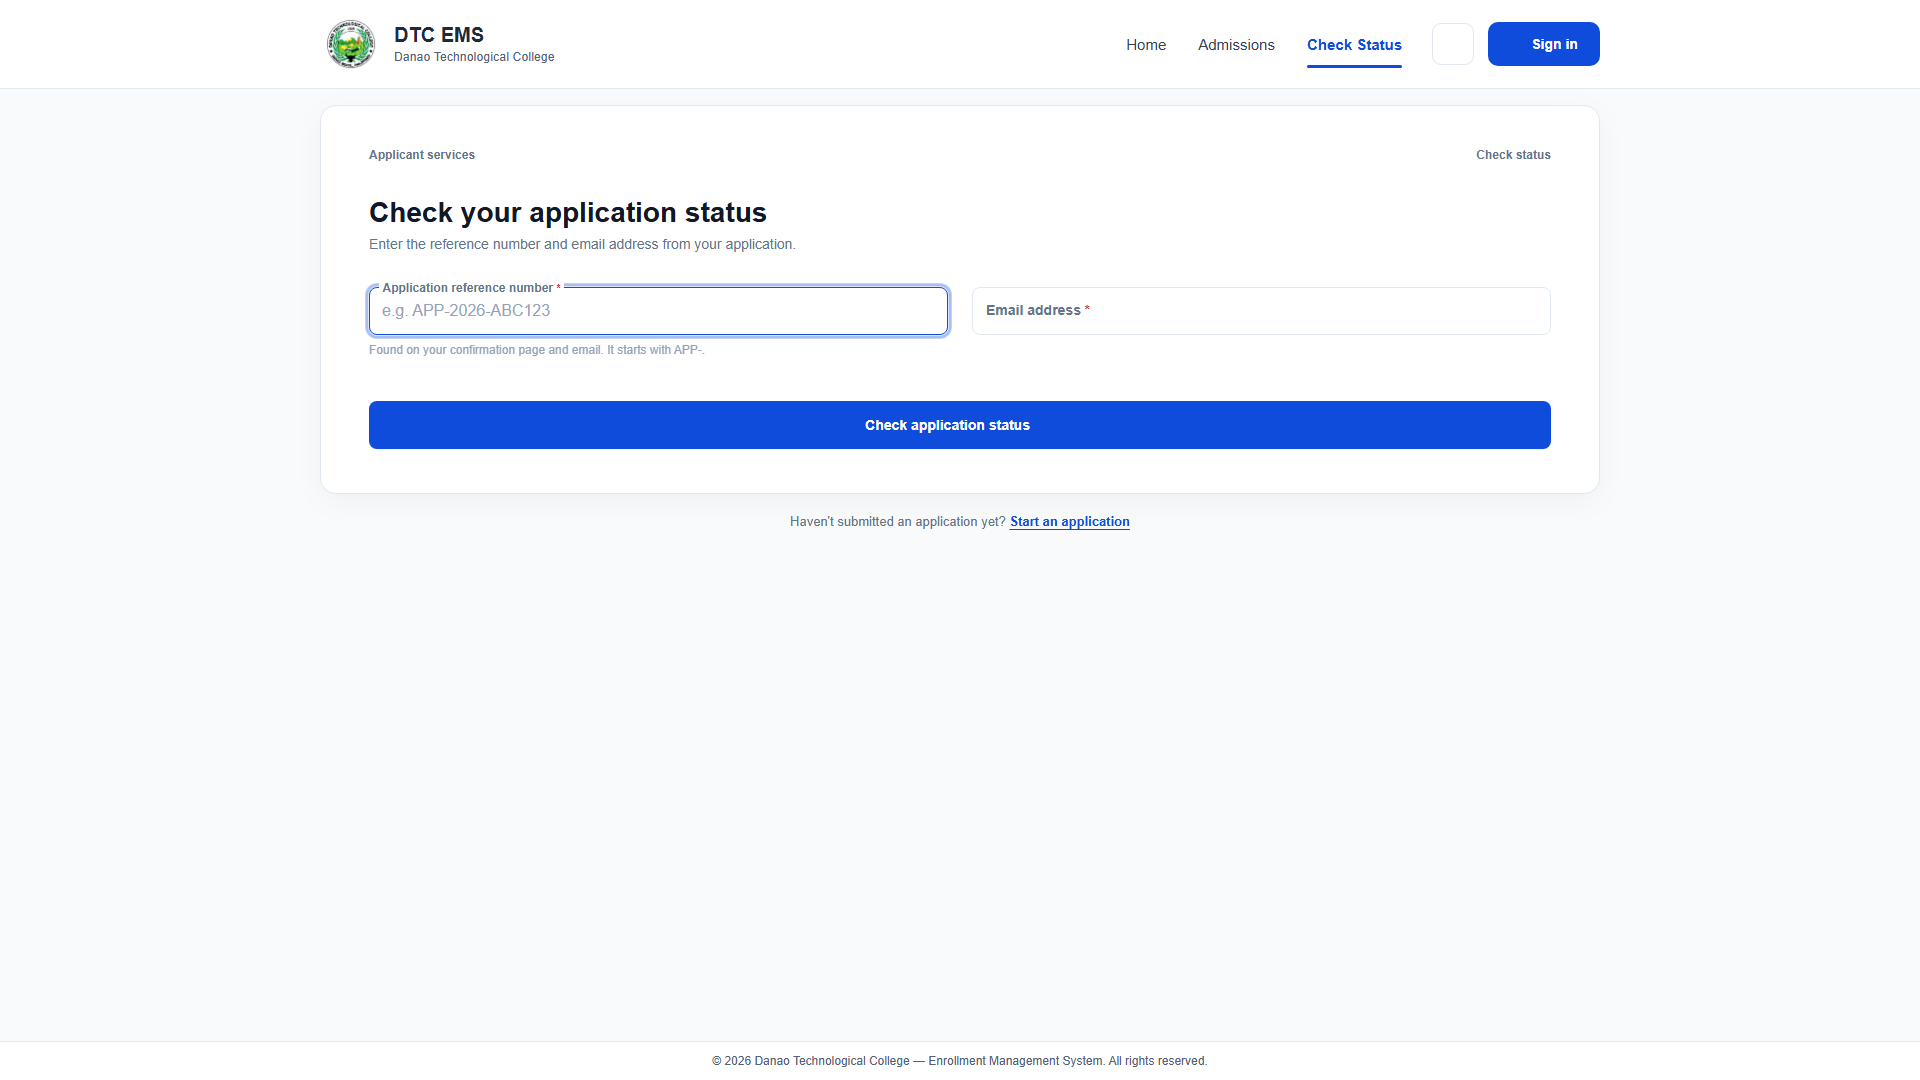 DTC EMS
Danao Technological College
Home
Admissions
Check Status
Sign in
Applicant services
Check status
Check your application status
Enter the reference number and email address from your application.
Application reference number *
e.g. APP-2026-ABC123
Email address *
Found on your confirmation page and email. It starts with APP-.
Check application status
Haven't submitted an application yet? Start an application
© 2026 Danao Technological College — Enrollment Management System. All rights reserved.